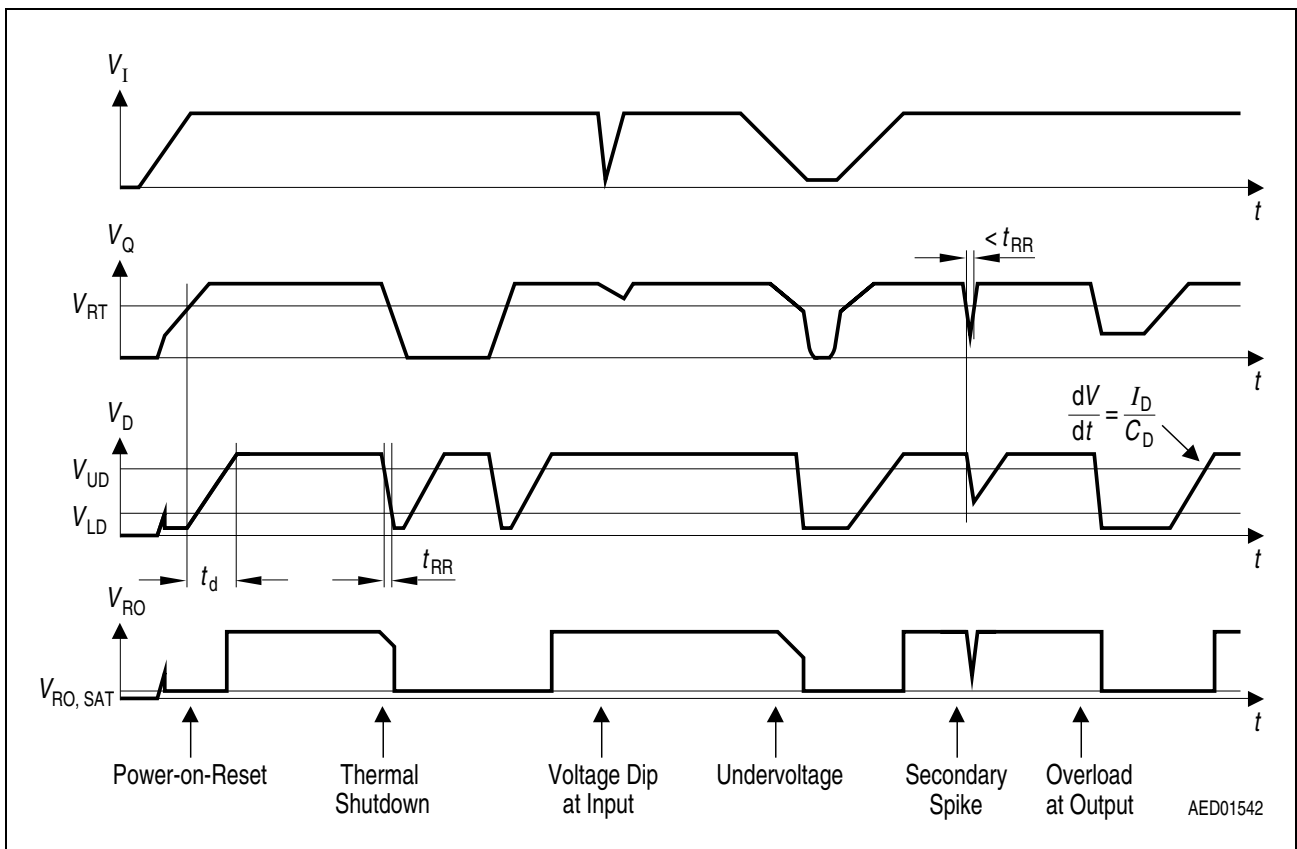 V_I
t
V_Q
< t_RR
V_RT
t
V_D
dV/dt = I_D/C_D
V_UD
V_LD
t
t_d
t_RR
V_RO
V_RO, SAT
t
Power-on-Reset
Thermal
Shutdown
Voltage Dip
at Input
Undervoltage
Secondary
Spike
Overload
at Output
AED01542